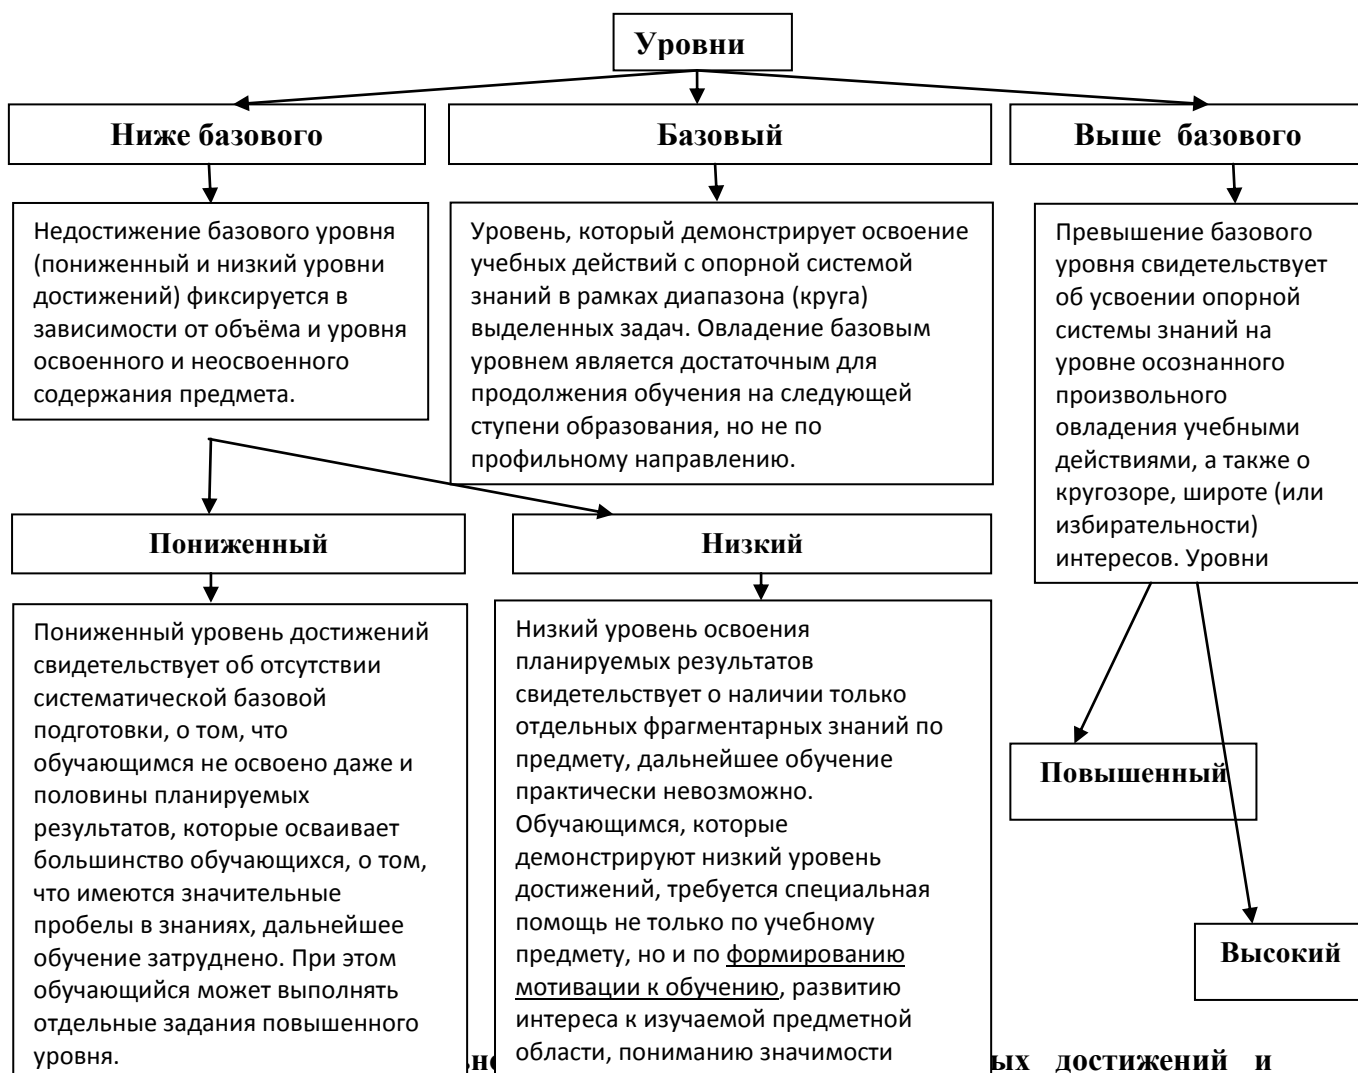 Уровни
Ниже базового
Базовый
Выше базового
Недостижение базового уровня
(пониженный и низкий уровни
достижений) фиксируется в
зависимости от объёма и уровня
освоенного и неосвоенного
содержания предмета.
Уровень, который демонстрирует освоение
учебных действий с опорной системой
знаний в рамках диапазона (круга)
выделенных задач. Овладение базовым
уровнем является достаточным для
продолжения обучения на следующей
ступени образования, но не по
профильному направлению.
Превышение базового
уровня свидетельствует
об усвоении опорной
системы знаний на
уровне осознанного
произвольного
овладения учебными
действиями, а также о
кругозоре, широте (или
избирательности)
интересов. Уровни
Пониженный
Низкий
Пониженный уровень достижений
свидетельствует об отсутствии
систематической базовой
подготовки, о том, что
обучающимся не освоено даже и
половины планируемых
результатов, которые осваивает
большинство обучающихся, о том,
что имеются значительные
пробелы в знаниях, дальнейшее
обучение затруднено. При этом
обучающийся может выполнять
отдельные задания повышенного
уровня.
Низкий уровень освоения
планируемых результатов
свидетельствует о наличии только
отдельных фрагментарных знаний по
предмету, дальнейшее обучение
практически невозможно.
Обучающимся, которые
демонстрируют низкий уровень
достижений, требуется специальная
помощь не только по учебному
предмету, но и по формированию
мотивации к обучению, развитию
интереса к изучаемой предметной
области, пониманию значимости
Повышенный
Высокий
ых достижений и